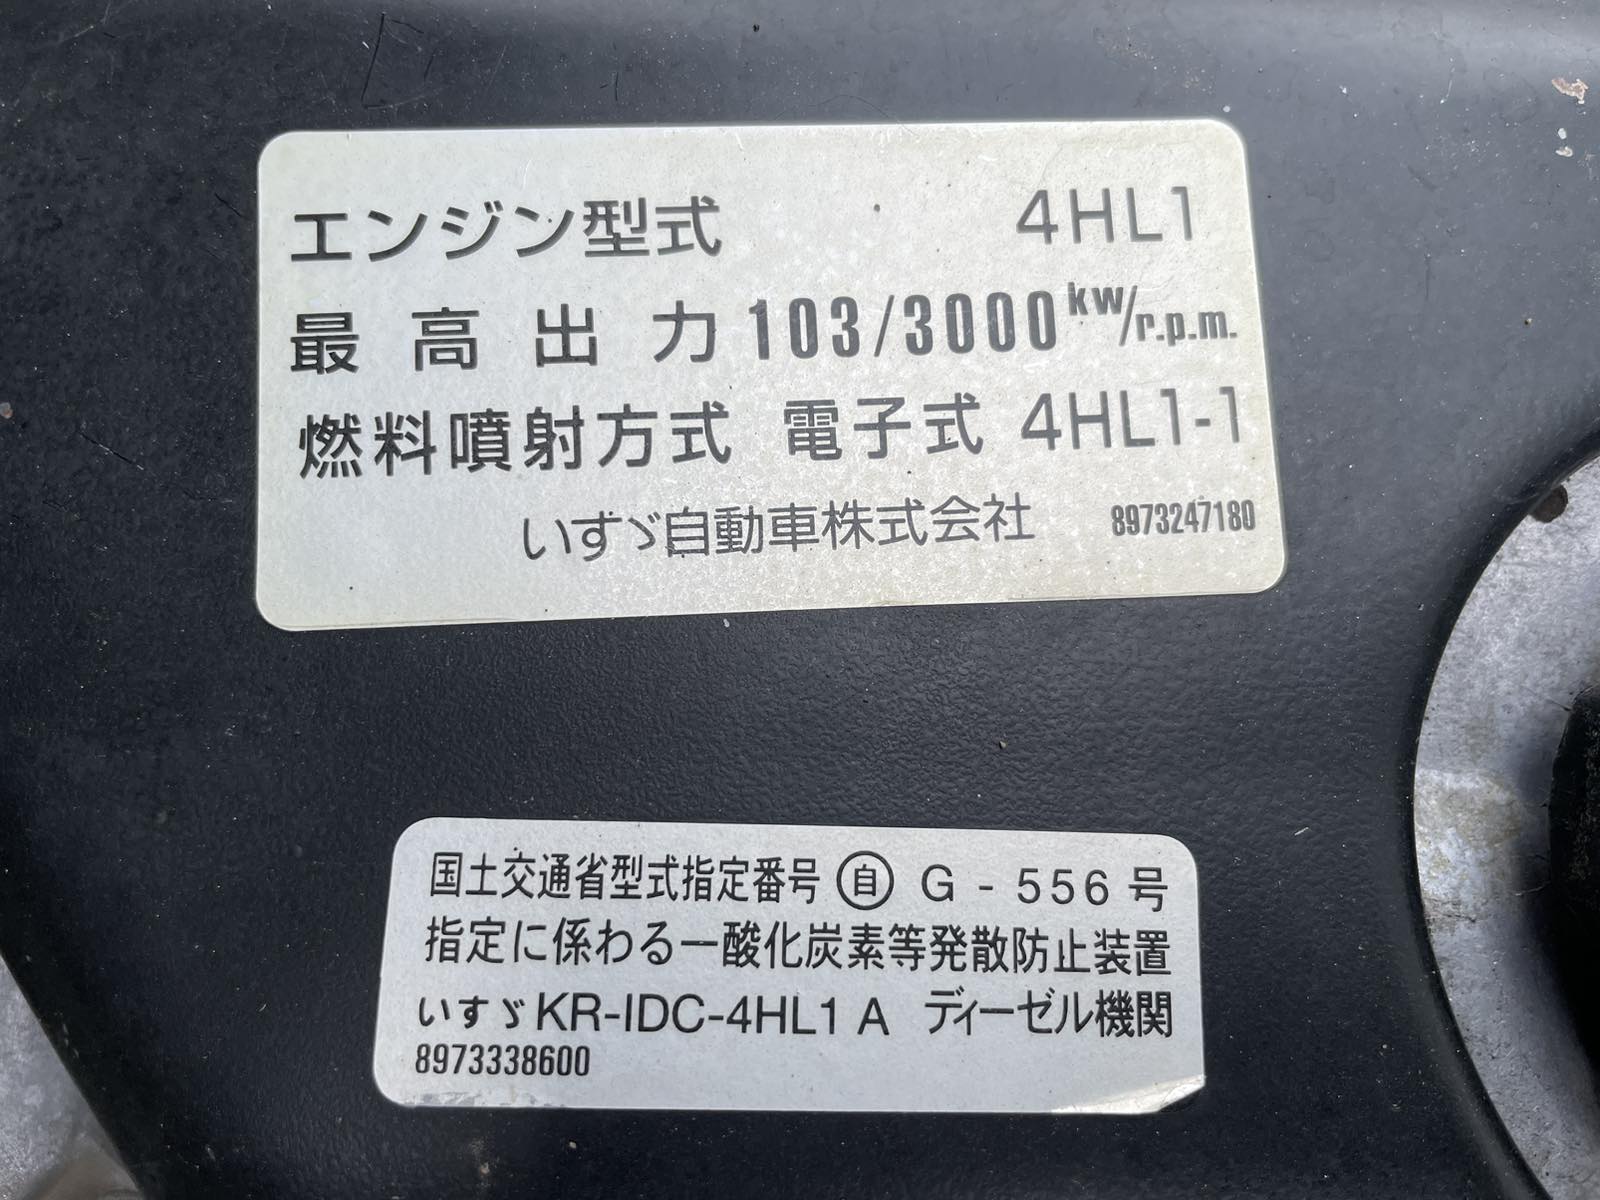 エンジン型式 4HL1
最高出力 103/3000 kw/r.p.m.
燃料噴射方式 電子式 4HL1-1
いすゞ自動車株式会社 8973247180
国土交通省型式指定番号 ㊀自 G - 556 号
指定に係わる一酸化炭素等発散防止装置
いすゞ KR-IDC-4HL1 A ディーゼル機関
8973338600